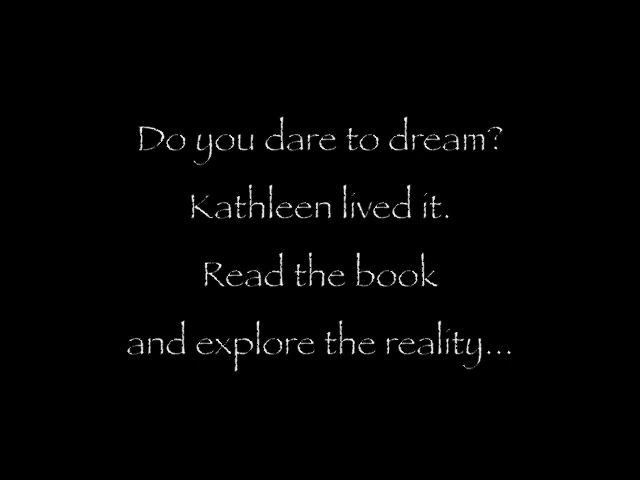 Do you dare to dream?
Kathleen lived it.
Read the book
and explore the reality...